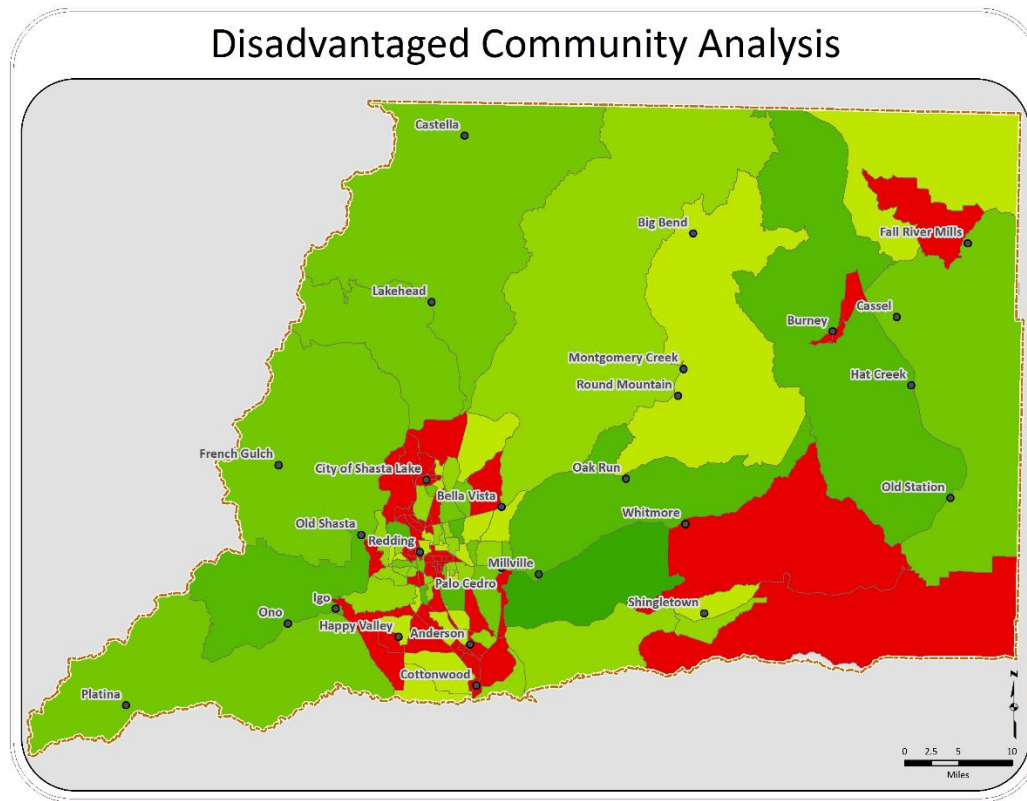 Disadvantaged Community Analysis
Castella
Big Bend
Fall River Mills
Lakehead
Cassel
Burney
Montgomery Creek
Hat Creek
Round Mountain
French Gulch
City of Shasta Lake
Oak Run
Bella Vista
Old Station
Whitmore
Old Shasta
Redding
Millville
Palo Cedro
Igo
Shingletown
Ono
Happy Valley
Anderson
Cottonwood
Platina
N
0 2.5 5 10
Miles